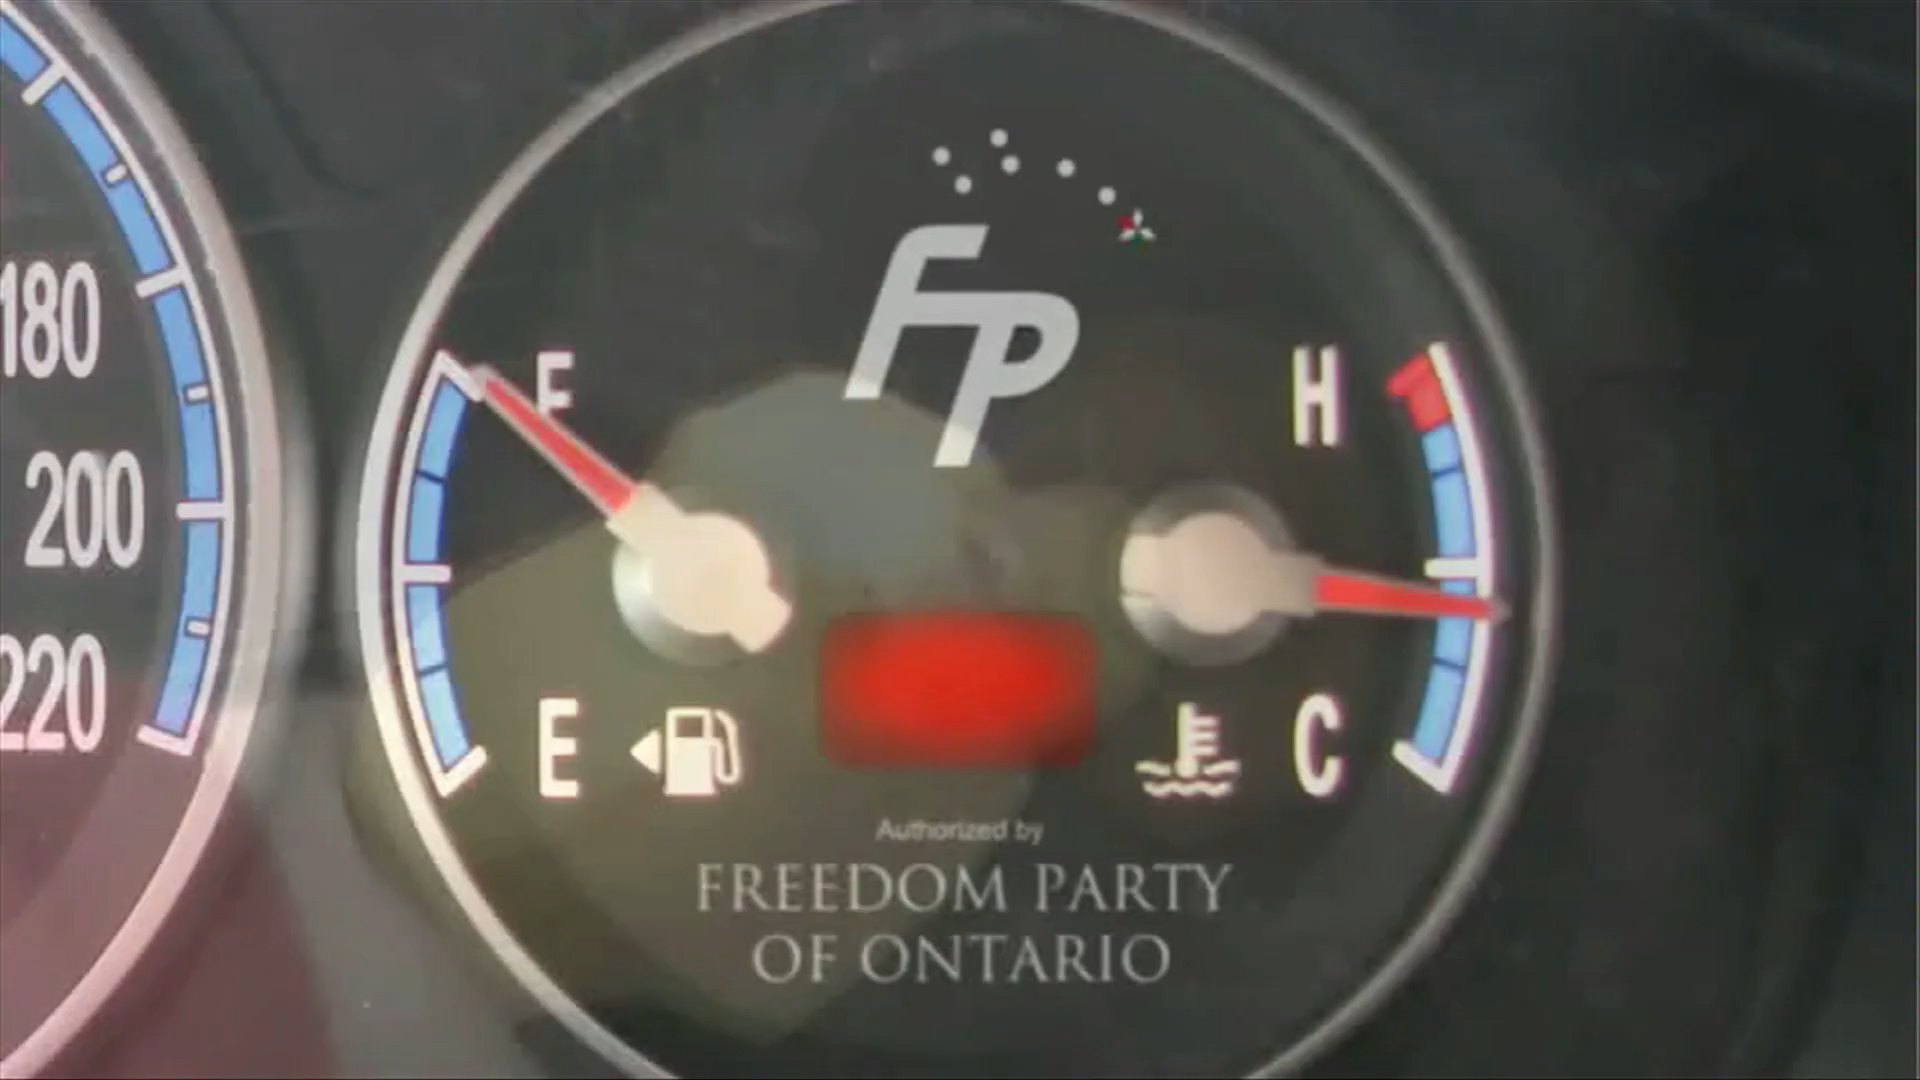 180
200
220
FP
F
H
E
C
Authorized by
FREEDOM PARTY
OF ONTARIO